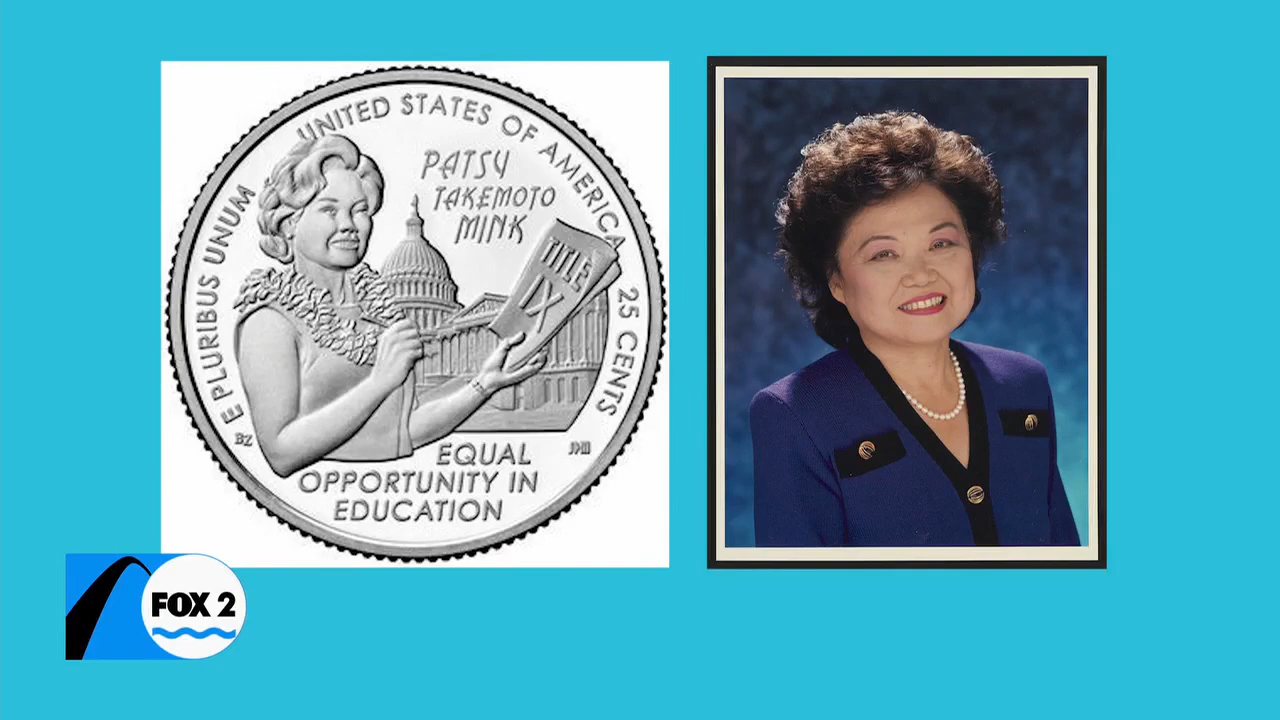 UNITED STATES OF AMERICA
E PLURIBUS UNUM
PATSY
TAKEMOTO
MINK
TITLE
IX
25 CENTS
BZ
EQUAL
OPPORTUNITY IN
EDUCATION
FOX 2